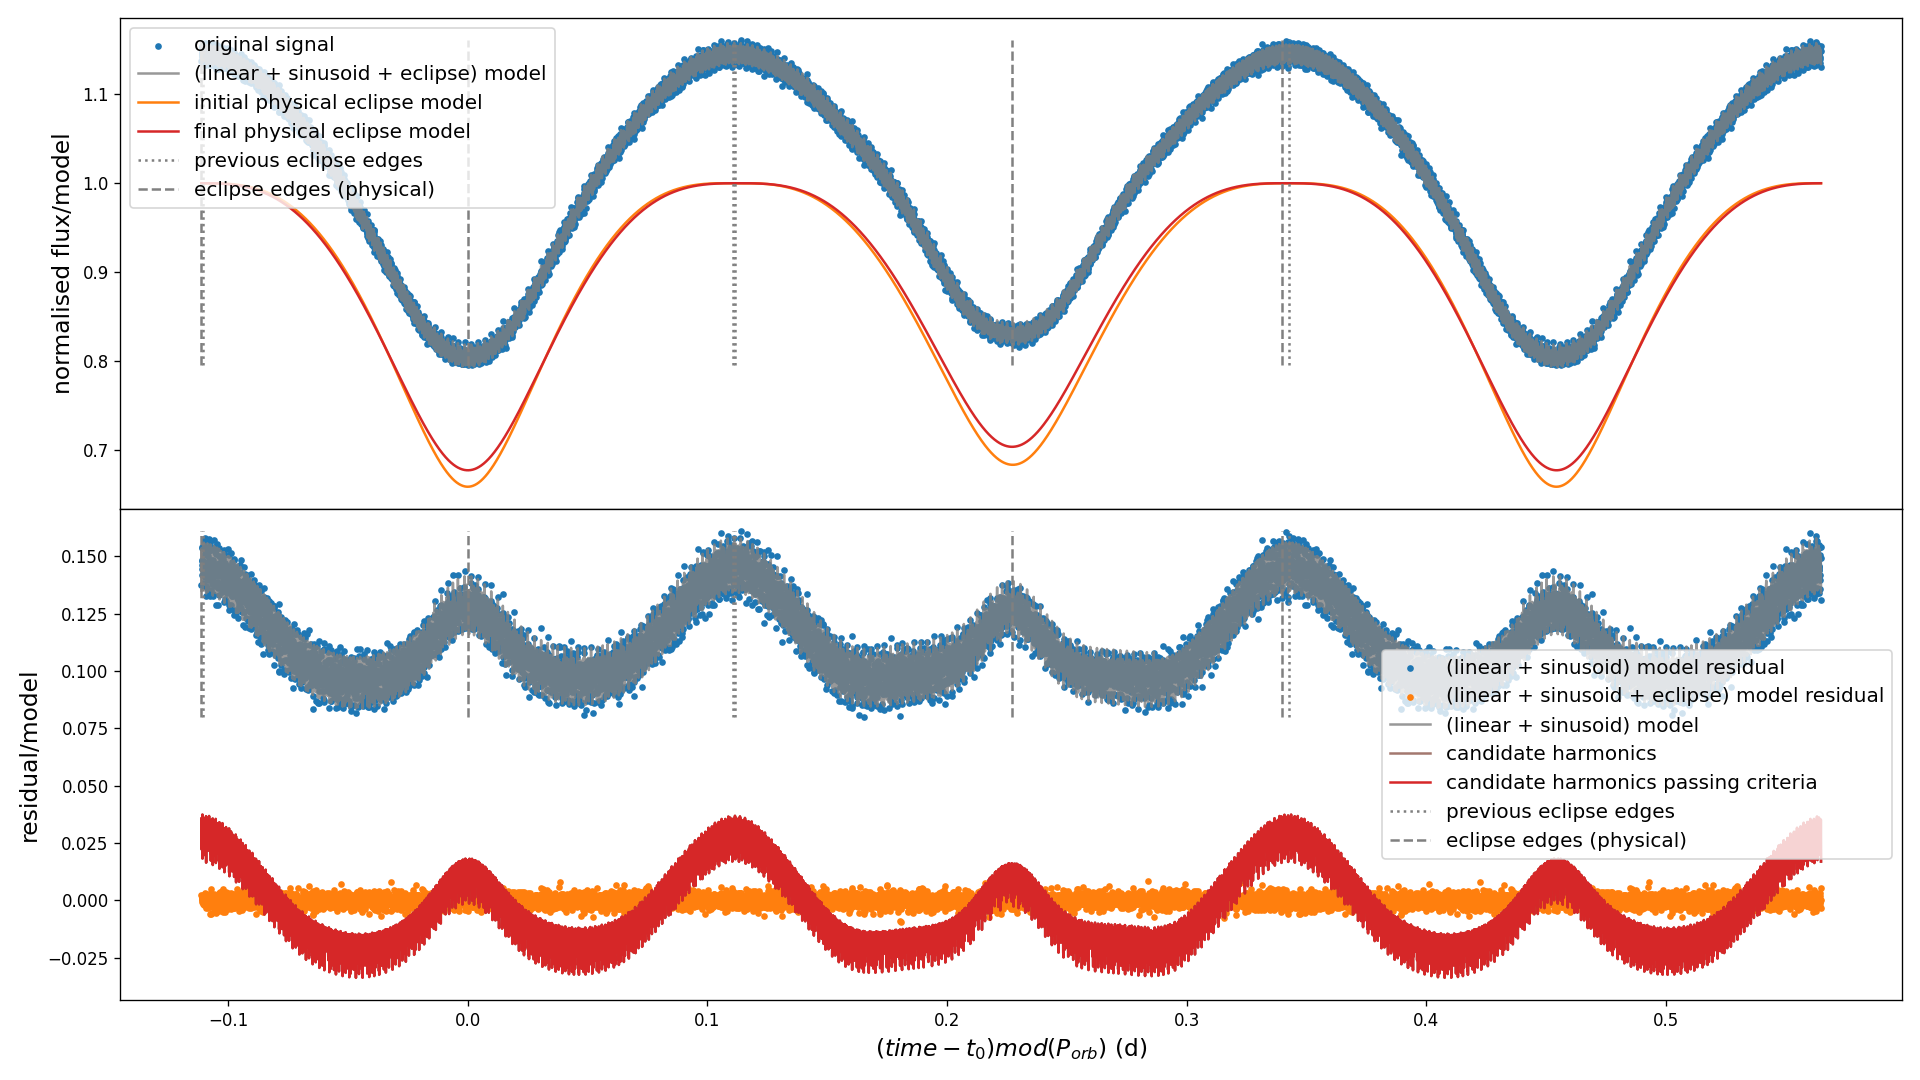 original signal
(linear + sinusoid + eclipse) model
initial physical eclipse model
final physical eclipse model
previous eclipse edges
eclipse edges (physical)
normalised flux/model
1.1
1.0
0.9
0.8
0.7
(linear + sinusoid) model residual
(linear + sinusoid + eclipse) model residual
(linear + sinusoid) model
candidate harmonics
candidate harmonics passing criteria
previous eclipse edges
eclipse edges (physical)
residual/model
0.150
0.125
0.100
0.075
0.050
0.025
0.000
−0.025
−0.1 0.0 0.1 0.2 0.3 0.4 0.5
(time − t₀)mod(Pₒᵣb) (d)